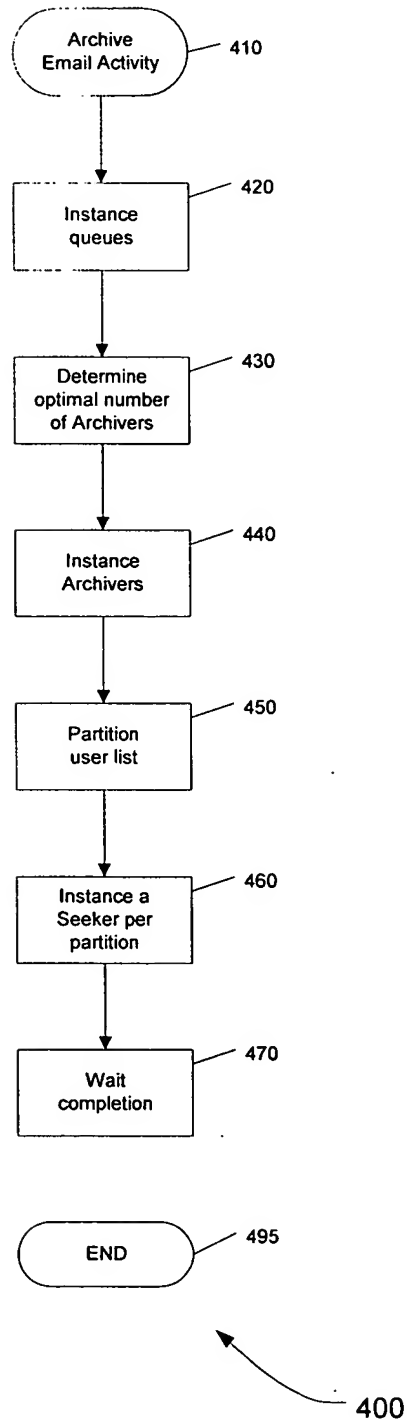 Archive
Email Activity
410
420
Instance
queues
430
Determine
optimal number
of Archivers
440
Instance
Archivers
450
Partition
user list
460
Instance a
Seeker per
partition
470
Wait
completion
END
495
400